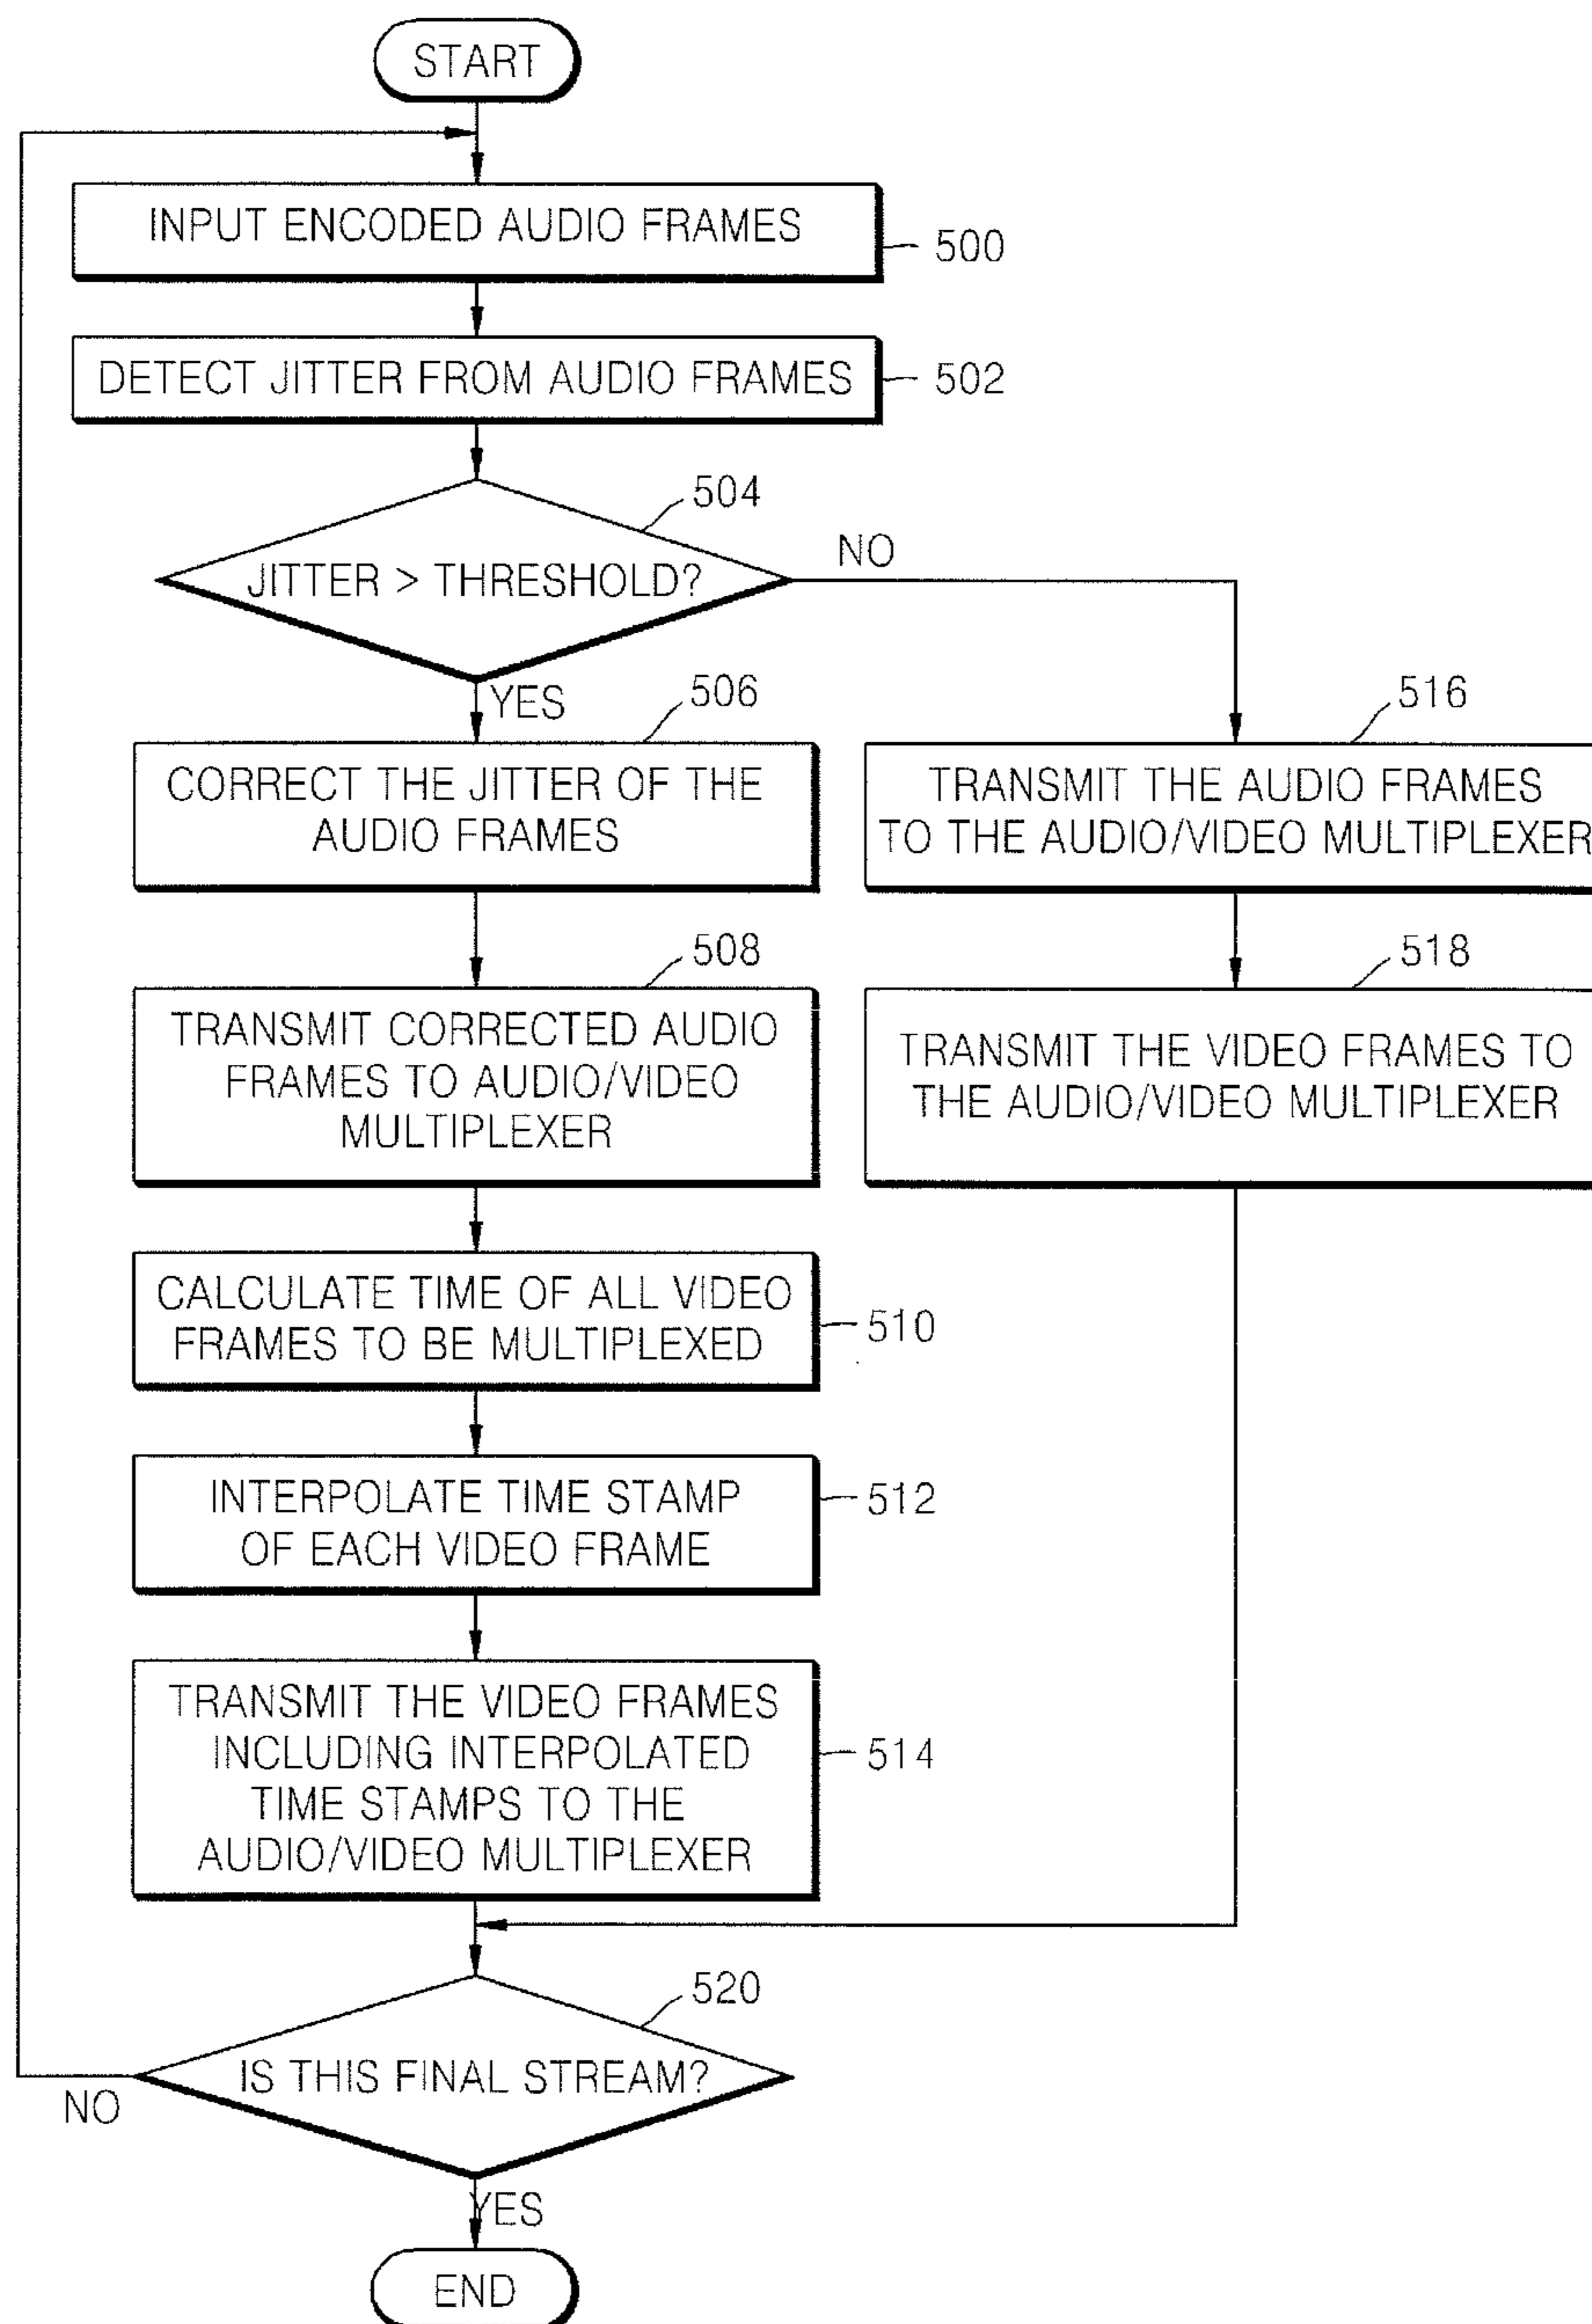 START
INPUT ENCODED AUDIO FRAMES
500
DETECT JITTER FROM AUDIO FRAMES
502
504
JITTER > THRESHOLD?
NO
YES
506
CORRECT THE JITTER OF THE
AUDIO FRAMES
516
TRANSMIT THE AUDIO FRAMES
TO THE AUDIO/VIDEO MULTIPLEXER
508
TRANSMIT CORRECTED AUDIO
FRAMES TO AUDIO/VIDEO
MULTIPLEXER
518
TRANSMIT THE VIDEO FRAMES TO
THE AUDIO/VIDEO MULTIPLEXER
CALCULATE TIME OF ALL VIDEO
FRAMES TO BE MULTIPLEXED
510
INTERPOLATE TIME STAMP
OF EACH VIDEO FRAME
512
TRANSMIT THE VIDEO FRAMES
INCLUDING INTERPOLATED
TIME STAMPS TO THE
AUDIO/VIDEO MULTIPLEXER
514
520
IS THIS FINAL STREAM?
NO
YES
END